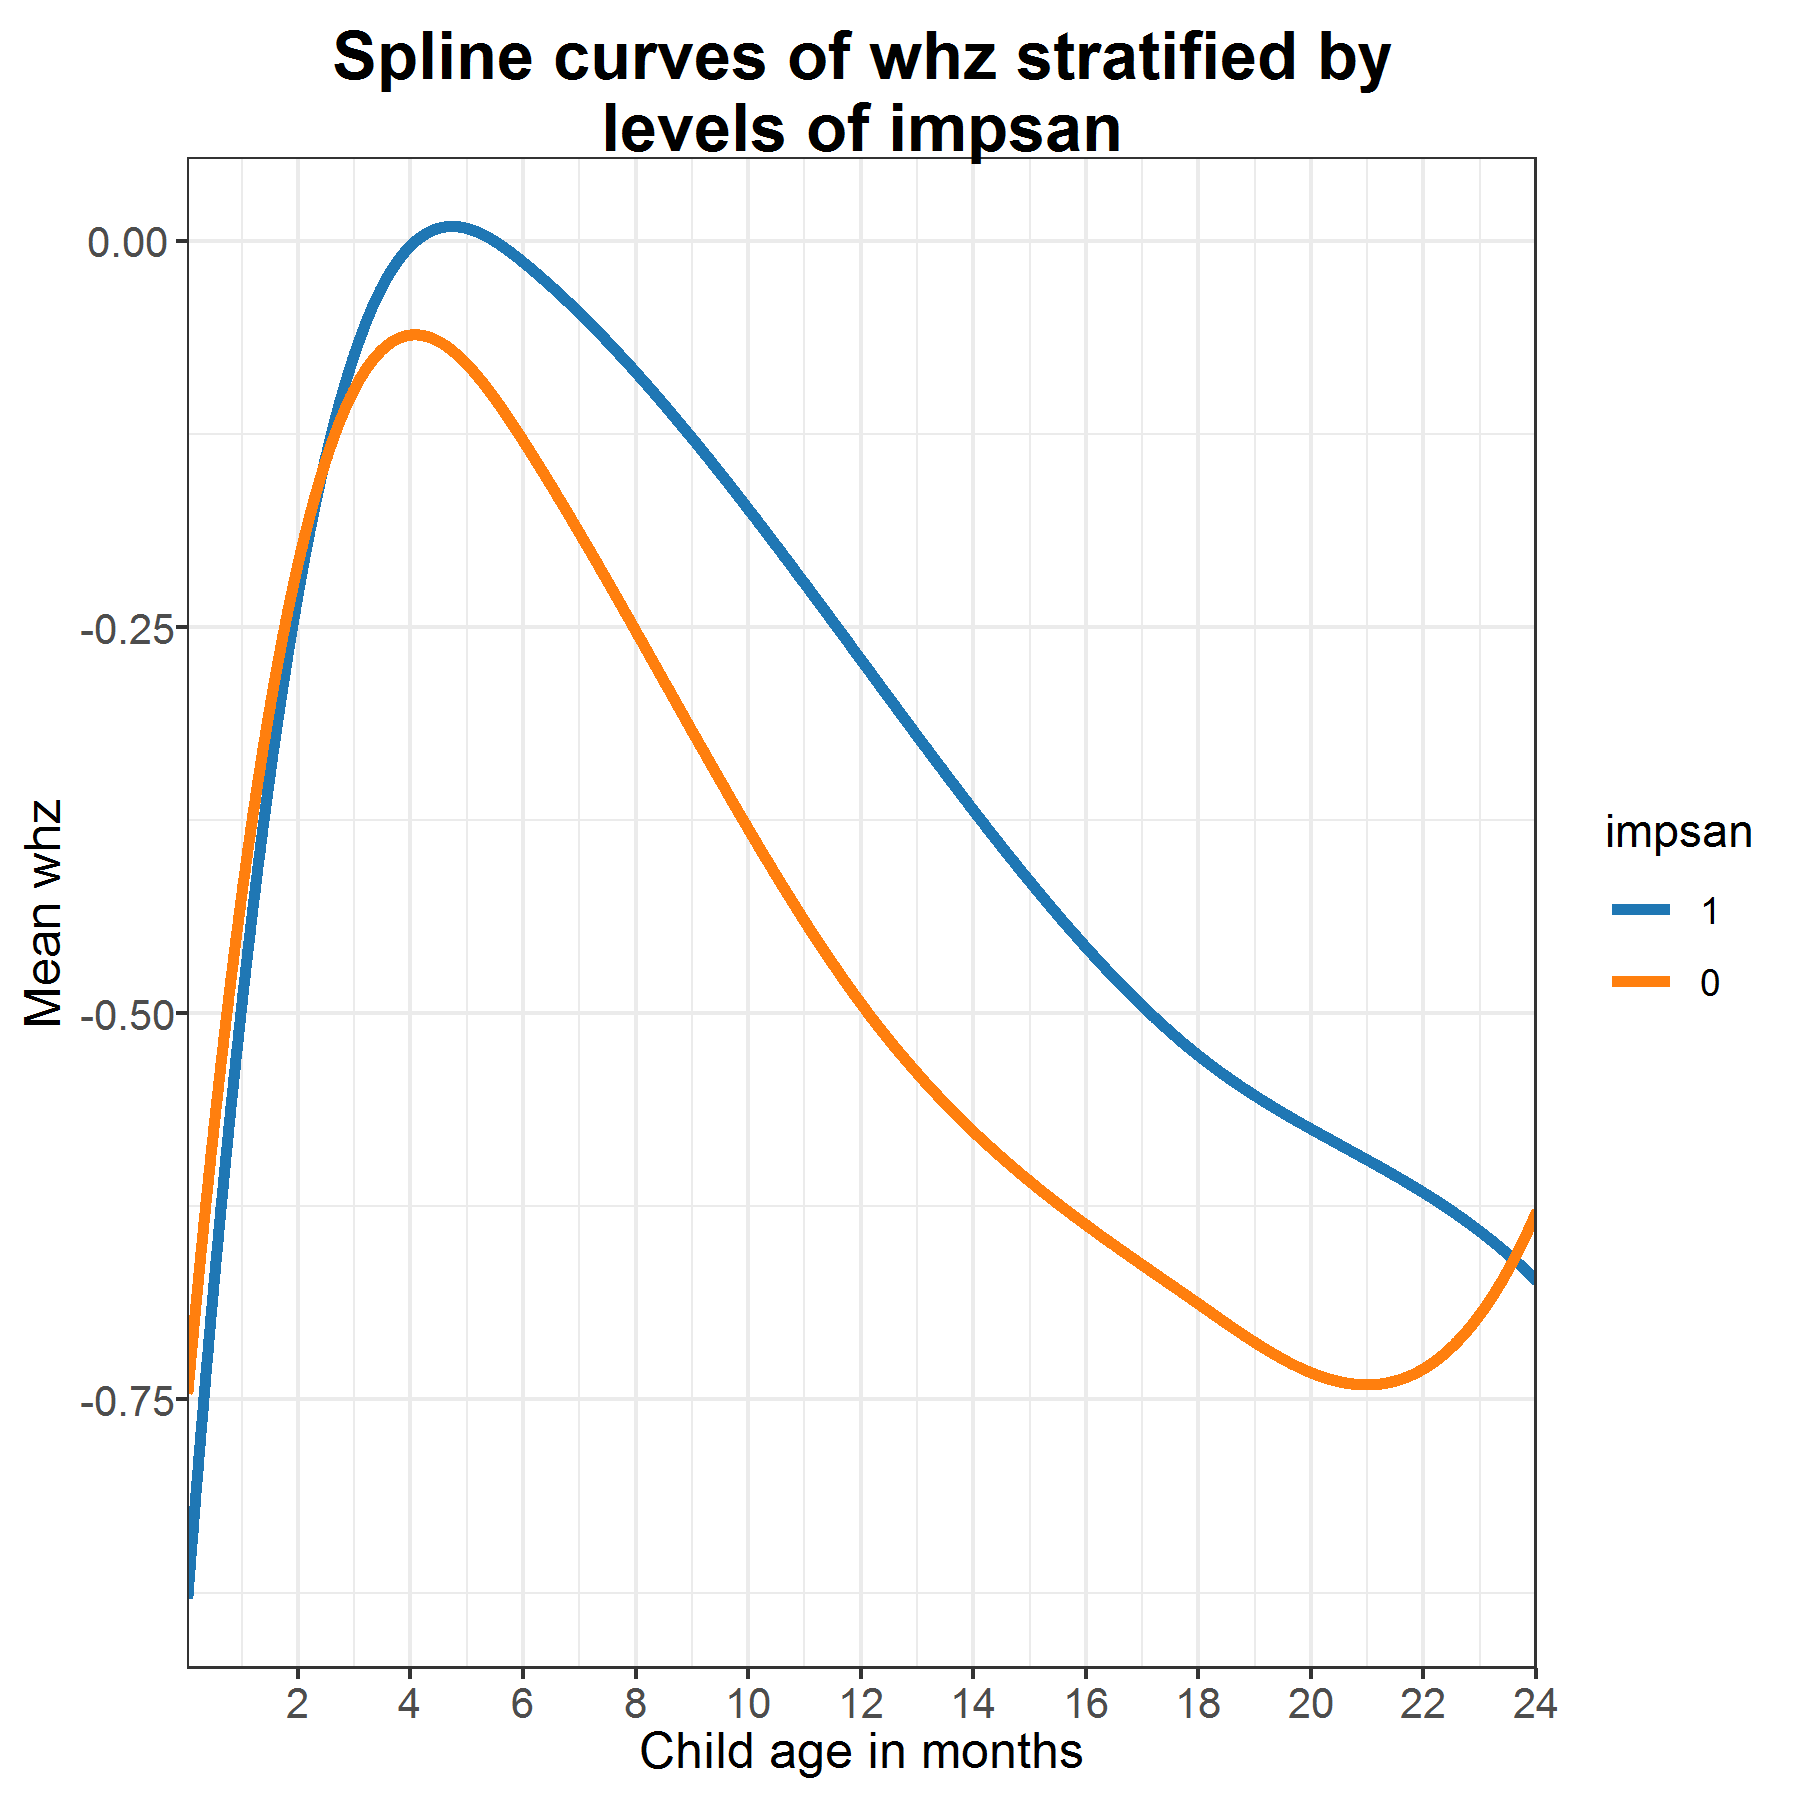 Spline curves of whz stratified by
levels of impsan
Mean whz
0.00
-0.25
-0.50
-0.75
2 4 6 8 10 12 14 16 18 20 22 24
Child age in months
impsan
1
0